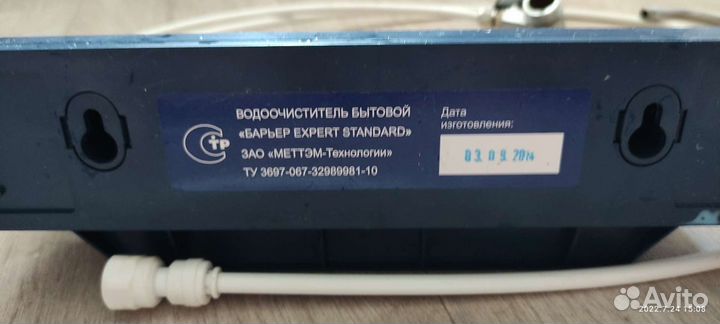 ВОДООЧИСТИТЕЛЬ БЫТОВОЙ
«БАРЬЕР EXPERT STANDARD»
ЗАО «МЕТТЭМ-Технологии»
ТУ 3697-067-32989981-10
Дата
изготовления:
03.09.2014
тр
Avito
2022.7.24 15:08